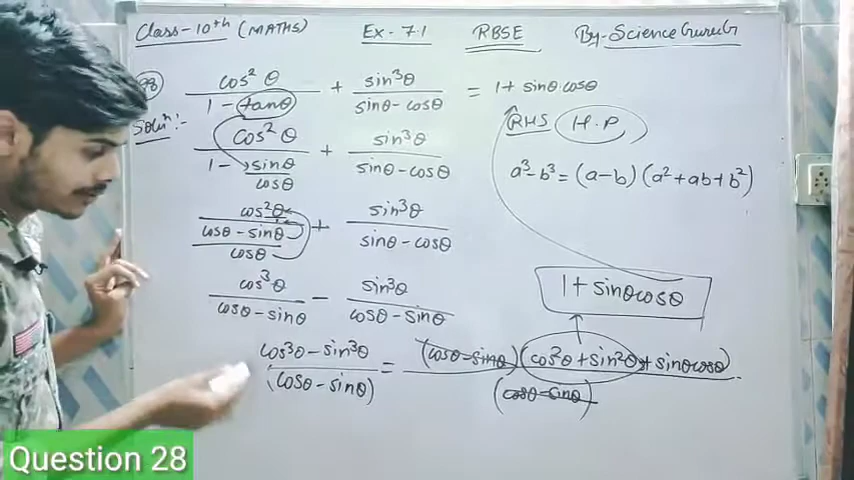 Class-10th (MATHS) Ex-7.1 RBSE By-ScienceGuruG
28 cos²θ / 1 - tanθ + sin³θ / sinθ - cosθ = 1 + sinθ.cosθ
Solnⁿ:- cos²θ / 1 - sinθ/cosθ + sin³θ / sinθ - cosθ
RHS H.P
a³-b³ = (a-b)(a²+ab+b²)
cos²θ / cosθ - sinθ / cosθ + sin³θ / sinθ - cosθ
cos³θ / cosθ - sinθ - sin³θ / cosθ - sinθ
1 + sinθcosθ
cos³θ - sin³θ / (cosθ - sinθ) = (cosθ - sinθ)(cos²θ + sin²θ + sinθcosθ) / (cosθ - sinθ)
Question 28